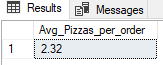 Results Messages
Avg_Pizzas_per_order
1 2.32